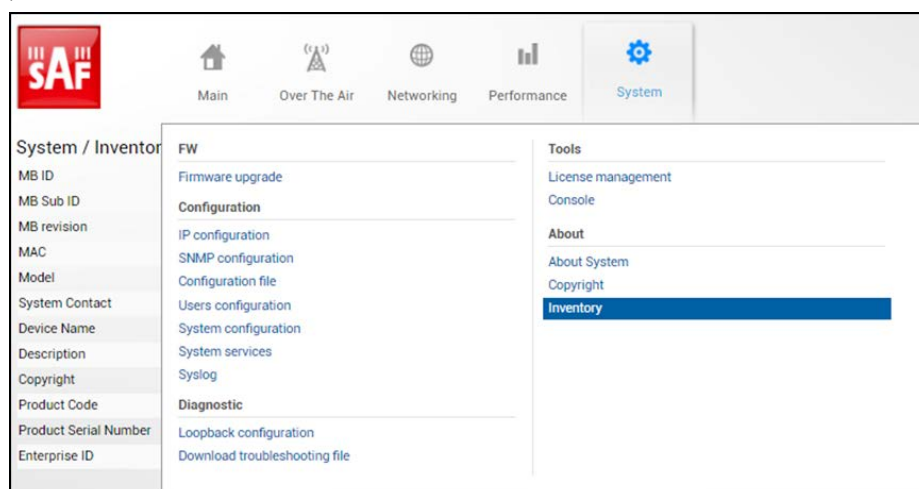 SAF
Main
Over The Air
Networking
Performance
System
System / Inventor
MB ID
MB Sub ID
MB revision
MAC
Model
System Contact
Device Name
Description
Copyright
Product Code
Product Serial Number
Enterprise ID
FW
Firmware upgrade
Configuration
IP configuration
SNMP configuration
Configuration file
Users configuration
System configuration
System services
Syslog
Diagnostic
Loopback configuration
Download troubleshooting file
Tools
License management
Console
About
About System
Copyright
Inventory